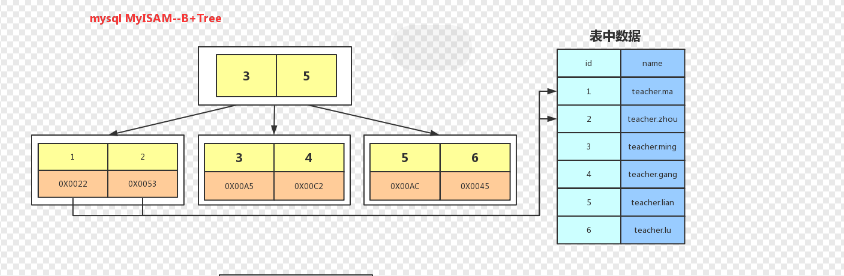 mysql MyISAM--B+Tree
表中数据
3 5
id name
1 teacher.ma
2 teacher.zhou
3 teacher.ming
4 teacher.gang
5 teacher.lian
6 teacher.lu
1 2
0X0022 0X0053
3 4
0X00A5 0X00C2
5 6
0X00AC 0X0045